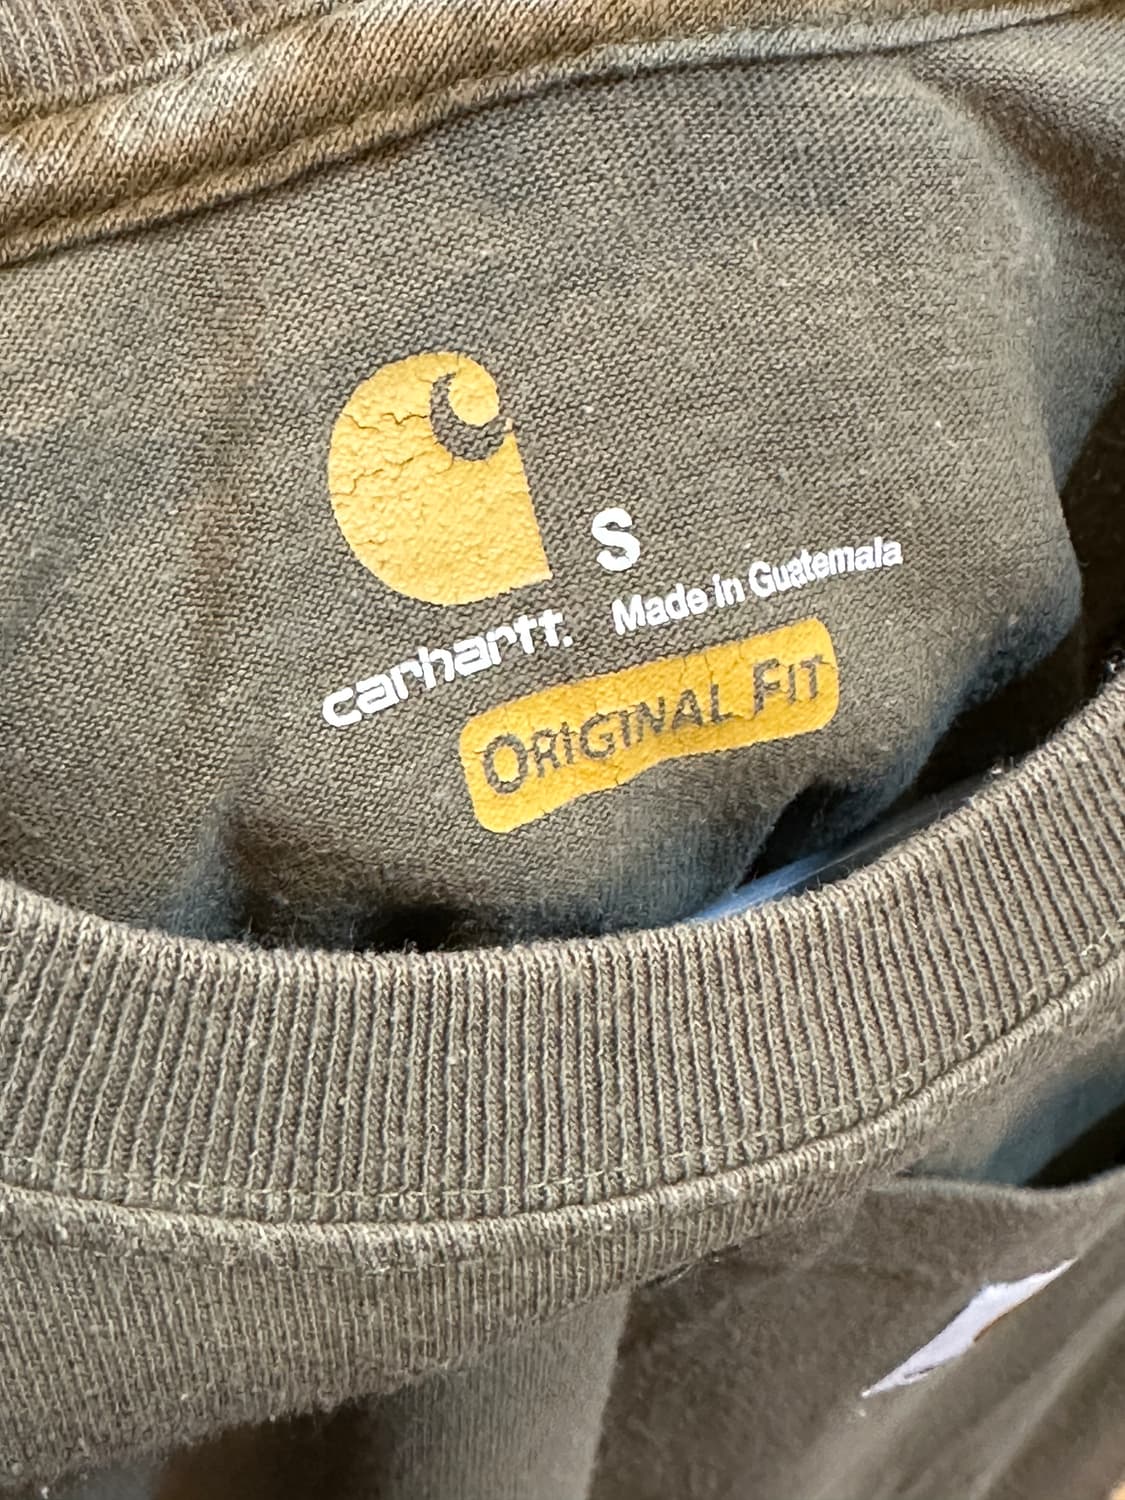 S
Made in Guatemala
carhartt.
ORIGINAL FIT